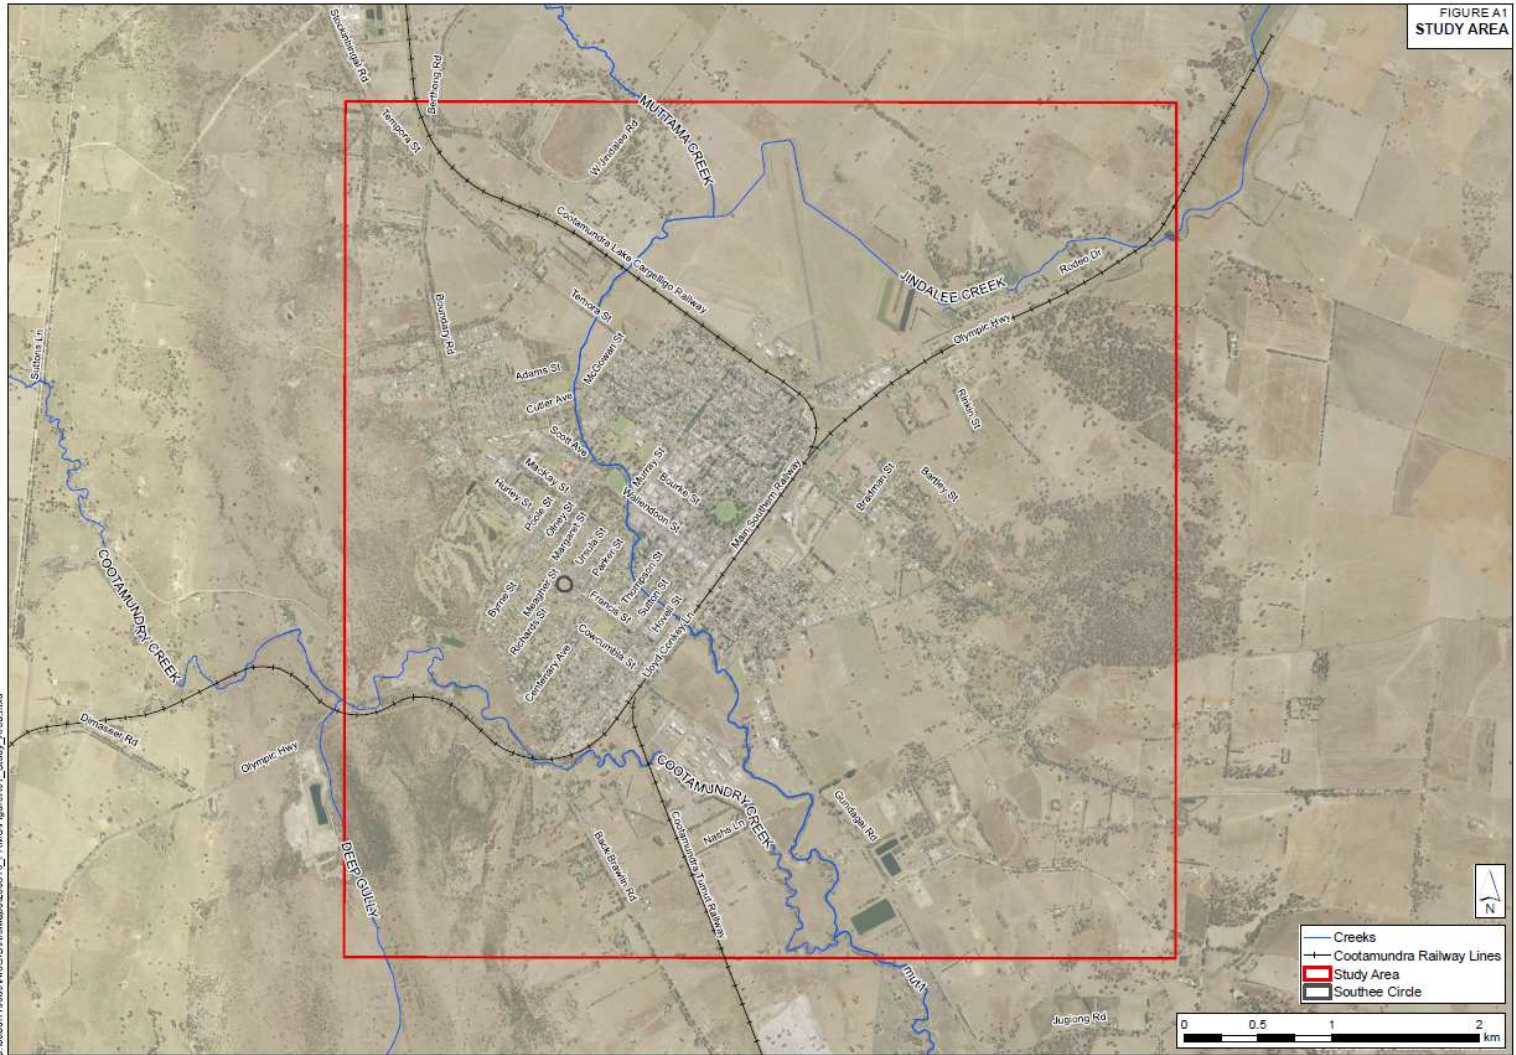 FIGURE A1
STUDY AREA
Stockinbingal Rd
Berthong Rd
Tempora St
W Jindalee Rd
MUTTAMA CREEK
Cootamundra Lake Cargelligo Railway
JINDALEE CREEK
Rodeo Dr
Olympic Hwy
Temora St
Boundary Rd
McGowan St
Suttons Ln
Adams St
Cutler Ave
Rinkin St
Scott Ave
Murray St
MacKay St
Bourke St
Hurley St
Wallendoon St
Bradman St
Bartley St
Poole St
Olney St
Margaret St
Main Southern Railway
Ursula St
Parker St
Thompson St
Sutton St
Byrne St
Meagher St
Francis St
Hovell St
Richards St
Cowcumbla St
Lloyd Conkey Ln
Centenary Ave
COOTAMUNDRY CREEK
Dirnaseer Rd
Olympic Hwy
COOTAMUNDRY CREEK
Nashs Ln
Gundagai Rd
Back Brawlin Rd
Cootamundra Tumut Railway
DEEP GULLY
mut1
Jugiong Rd
N
Creeks
Cootamundra Railway Lines
Study Area
Southee Circle
0 0.5 1 2
km